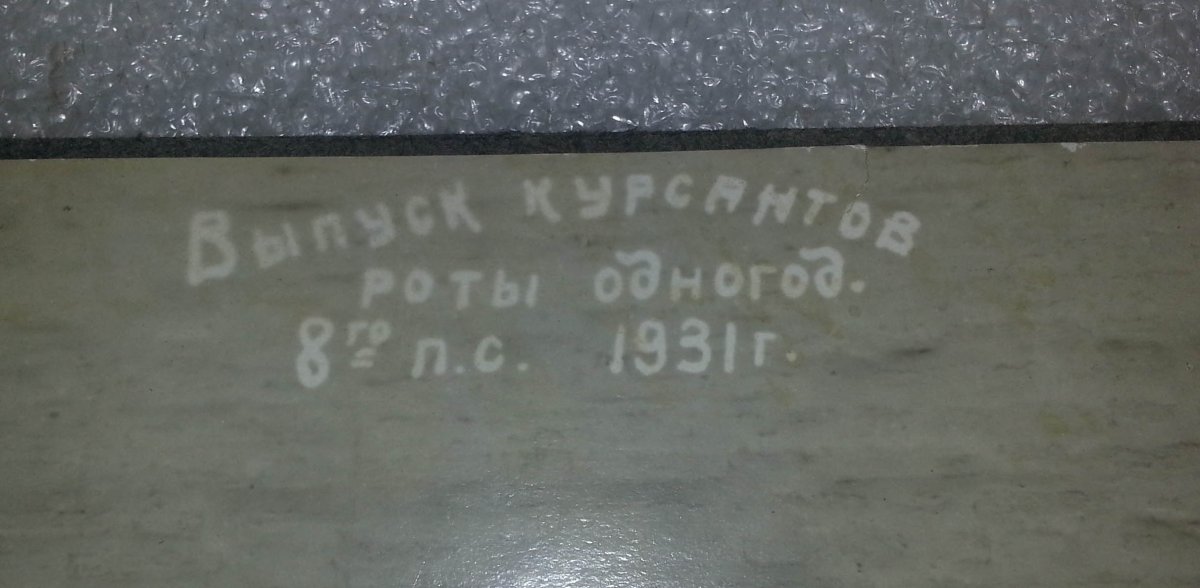 Выпуск курсантов
роты одногод.
8го п.с. 1931г.